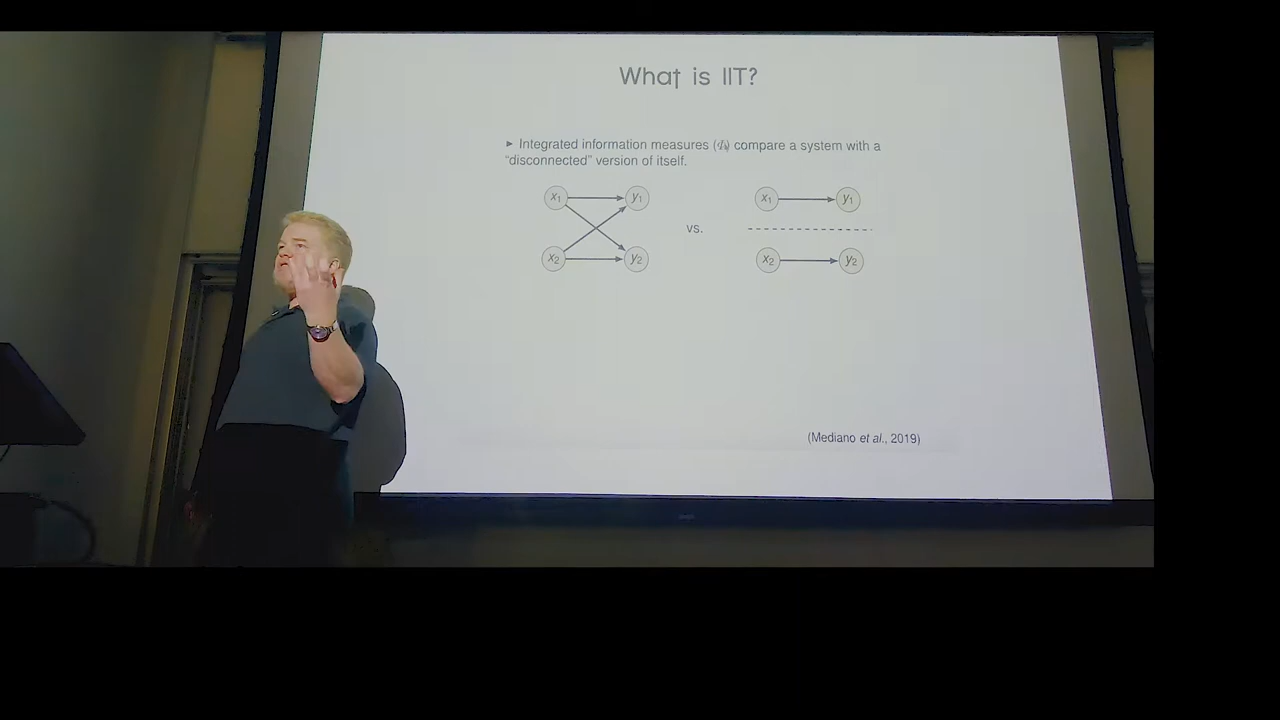 What is IIT?
► Integrated information measures (Φ) compare a system with a
"disconnected" version of itself.
x₁ y₁ x₁ y₁
vs.
x₂ y₂ x₂ y₂
(Mediano et al., 2019)